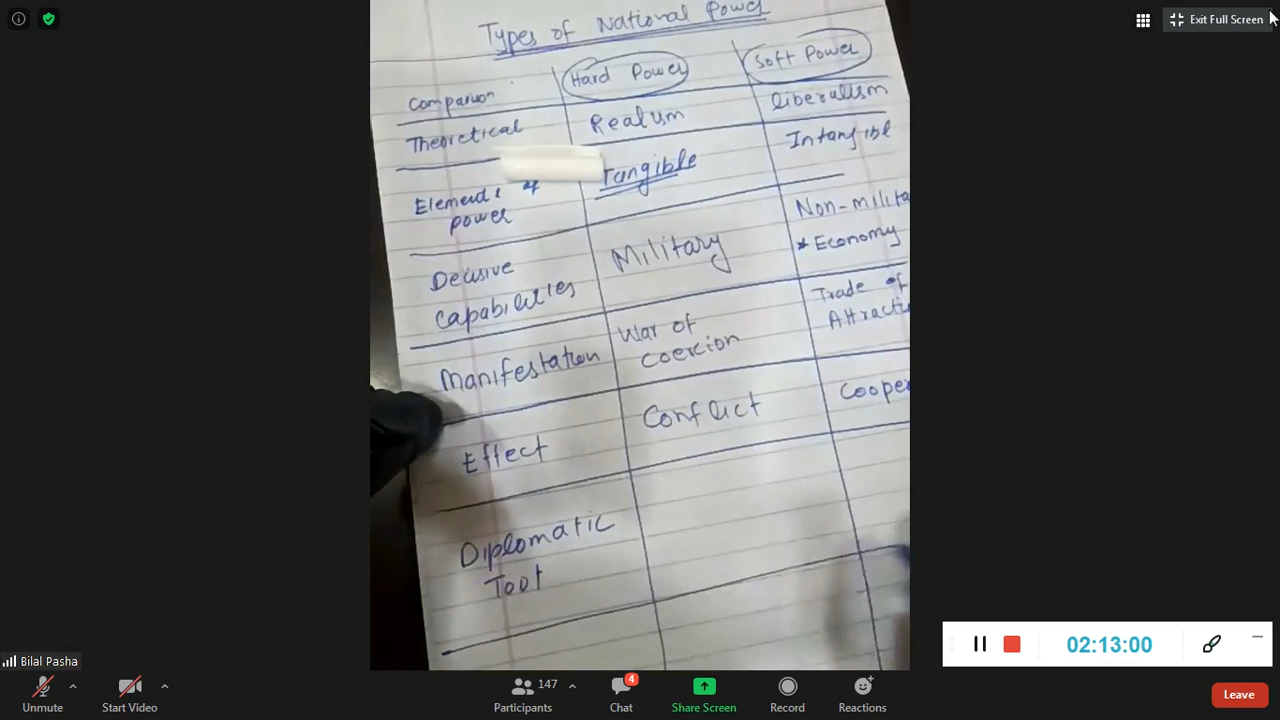 Exit Full Screen
Types of National Power
Comparison
Hard Power
Soft Power
Theoretical
Realism
liberalism
Elements of
power
Tangible
Intangible
Decisive
capabilities
Military
Non-milita
* Economy
Manifestation
War of
coercion
Trade of
Attractio
Effect
Conflict
Cooper
Diplomatic
Tool
Bilal Pasha
02:13:00
Unmute
Start Video
147
Participants
4
Chat
Share Screen
Record
Reactions
Leave